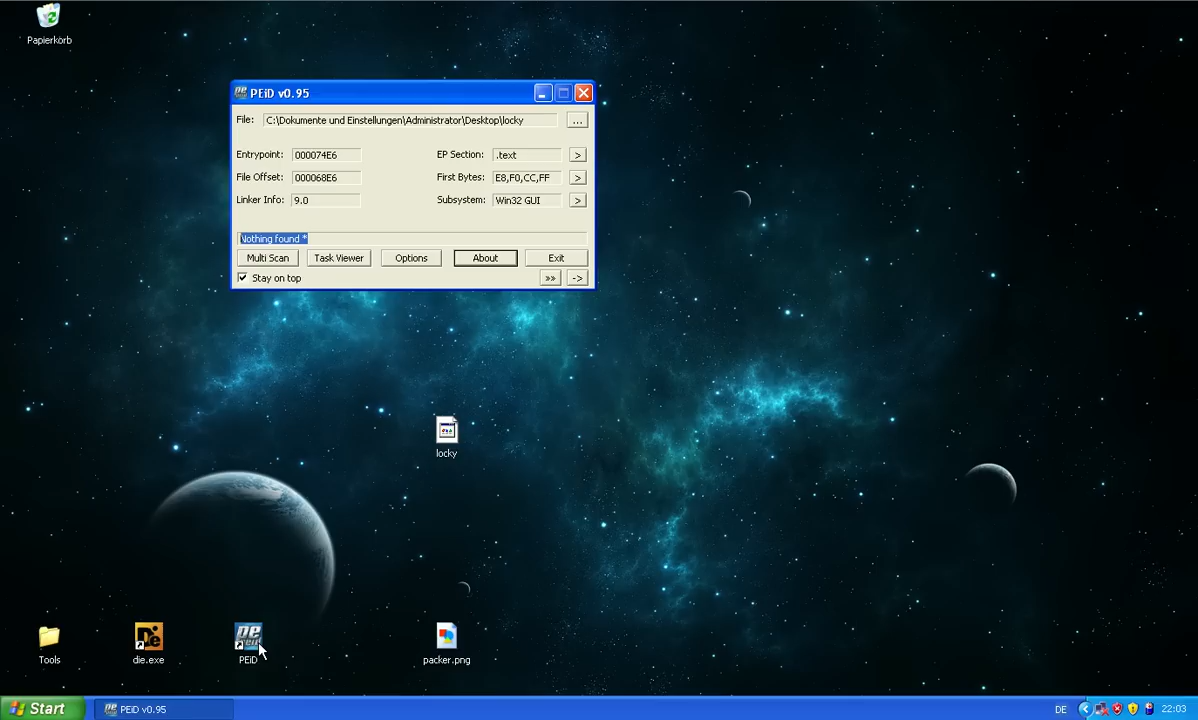 Papierkorb
PEiD v0.95
File: C:\Dokumente und Einstellungen\Administrator\Desktop\locky ...
Entrypoint: 000074E6 EP Section: .text >
File Offset: 000068E6 First Bytes: E8,F0,CC,FF >
Linker Info: 9.0 Subsystem: Win32 GUI >
Nothing found *
Multi Scan Task Viewer Options About Exit
Stay on top >> ->
locky
Tools die.exe PEiD packer.png
Start PEiD v0.95 DE 22:03